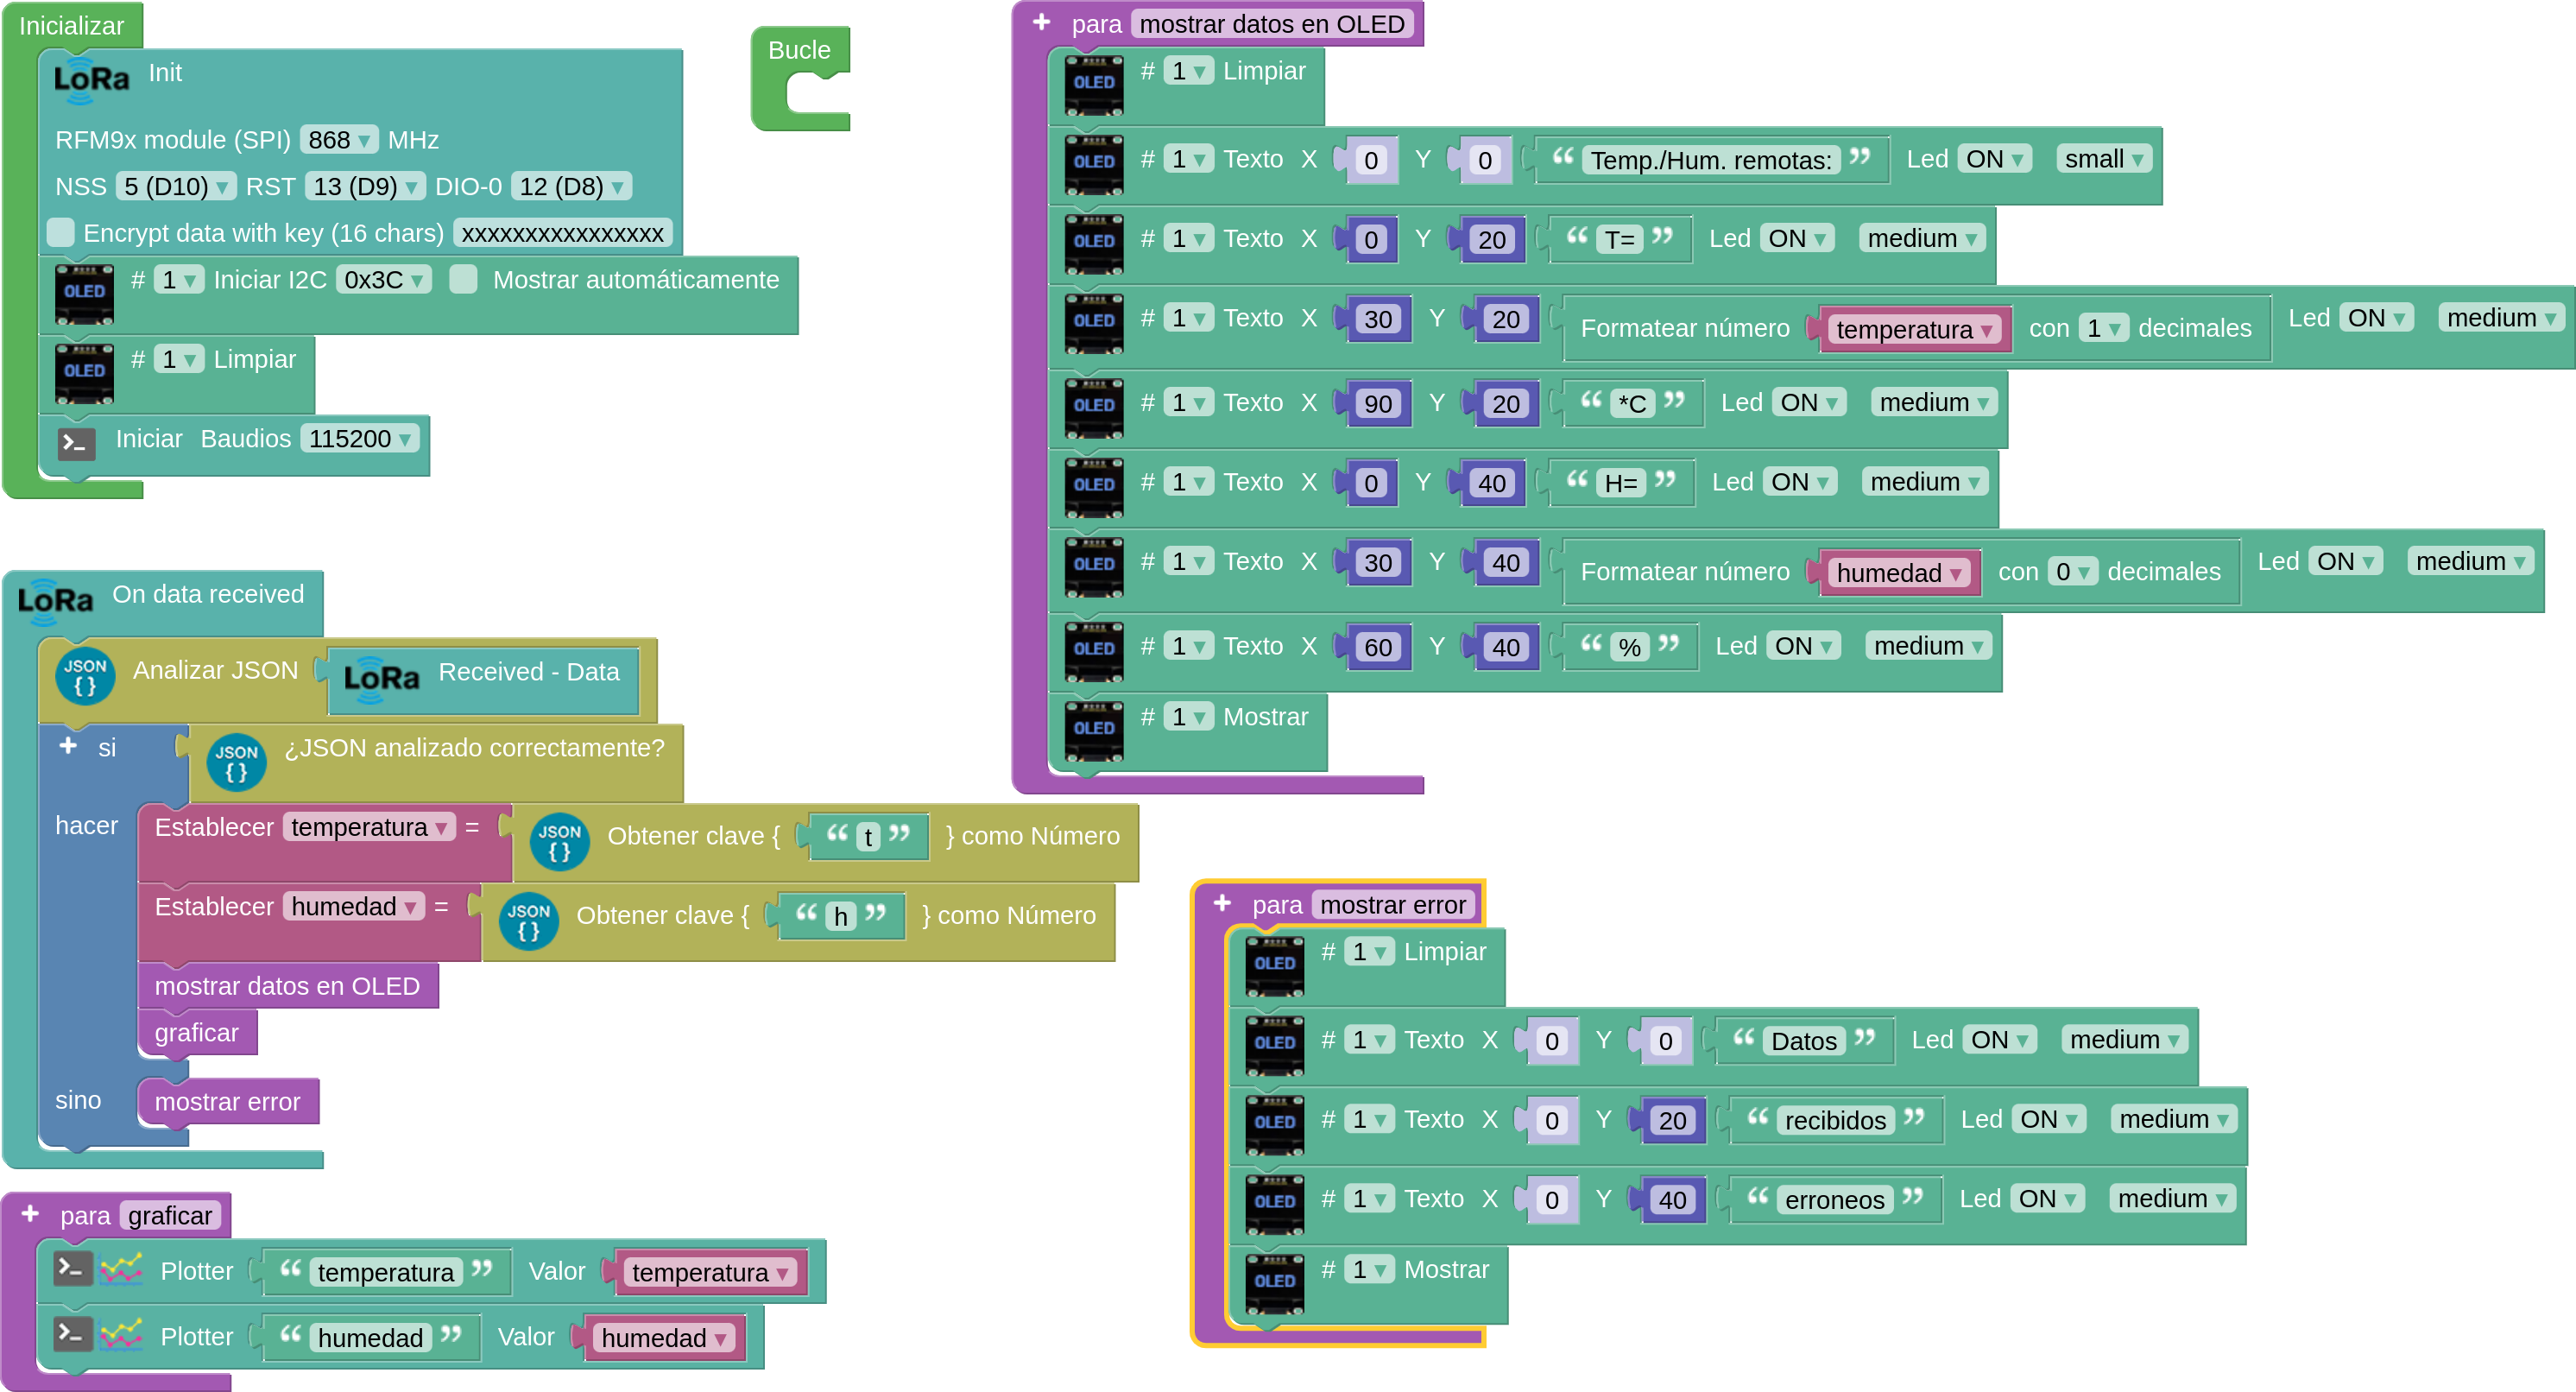 Inicializar
LoRa Init
RFM9x module (SPI) 868 MHz
NSS 5 (D10) RST 13 (D9) DIO-0 12 (D8)
Encrypt data with key (16 chars) xxxxxxxxxxxxxxxx
OLED # 1 Iniciar I2C 0x3C Mostrar automáticamente
OLED # 1 Limpiar
Iniciar Baudios 115200
Bucle
LoRa On data received
JSON { } Analizar JSON LoRa Received - Data
si JSON { } ¿JSON analizado correctamente?
hacer Establecer temperatura = JSON { } Obtener clave { “ t ” } como Número
Establecer humedad = JSON { } Obtener clave { “ h ” } como Número
mostrar datos en OLED
graficar
sino mostrar error
para graficar
Plotter “ temperatura ” Valor temperatura
Plotter “ humedad ” Valor humedad
para mostrar datos en OLED
OLED # 1 Limpiar
OLED # 1 Texto X 0 Y 0 “ Temp./Hum. remotas: ” Led ON small
OLED # 1 Texto X 0 Y 20 “ T= ” Led ON medium
OLED # 1 Texto X 30 Y 20 Formatear número temperatura con 1 decimales Led ON medium
OLED # 1 Texto X 90 Y 20 “ *C ” Led ON medium
OLED # 1 Texto X 0 Y 40 “ H= ” Led ON medium
OLED # 1 Texto X 30 Y 40 Formatear número humedad con 0 decimales Led ON medium
OLED # 1 Texto X 60 Y 40 “ % ” Led ON medium
OLED # 1 Mostrar
para mostrar error
OLED # 1 Limpiar
OLED # 1 Texto X 0 Y 0 “ Datos ” Led ON medium
OLED # 1 Texto X 0 Y 20 “ recibidos ” Led ON medium
OLED # 1 Texto X 0 Y 40 “ erroneos ” Led ON medium
OLED # 1 Mostrar